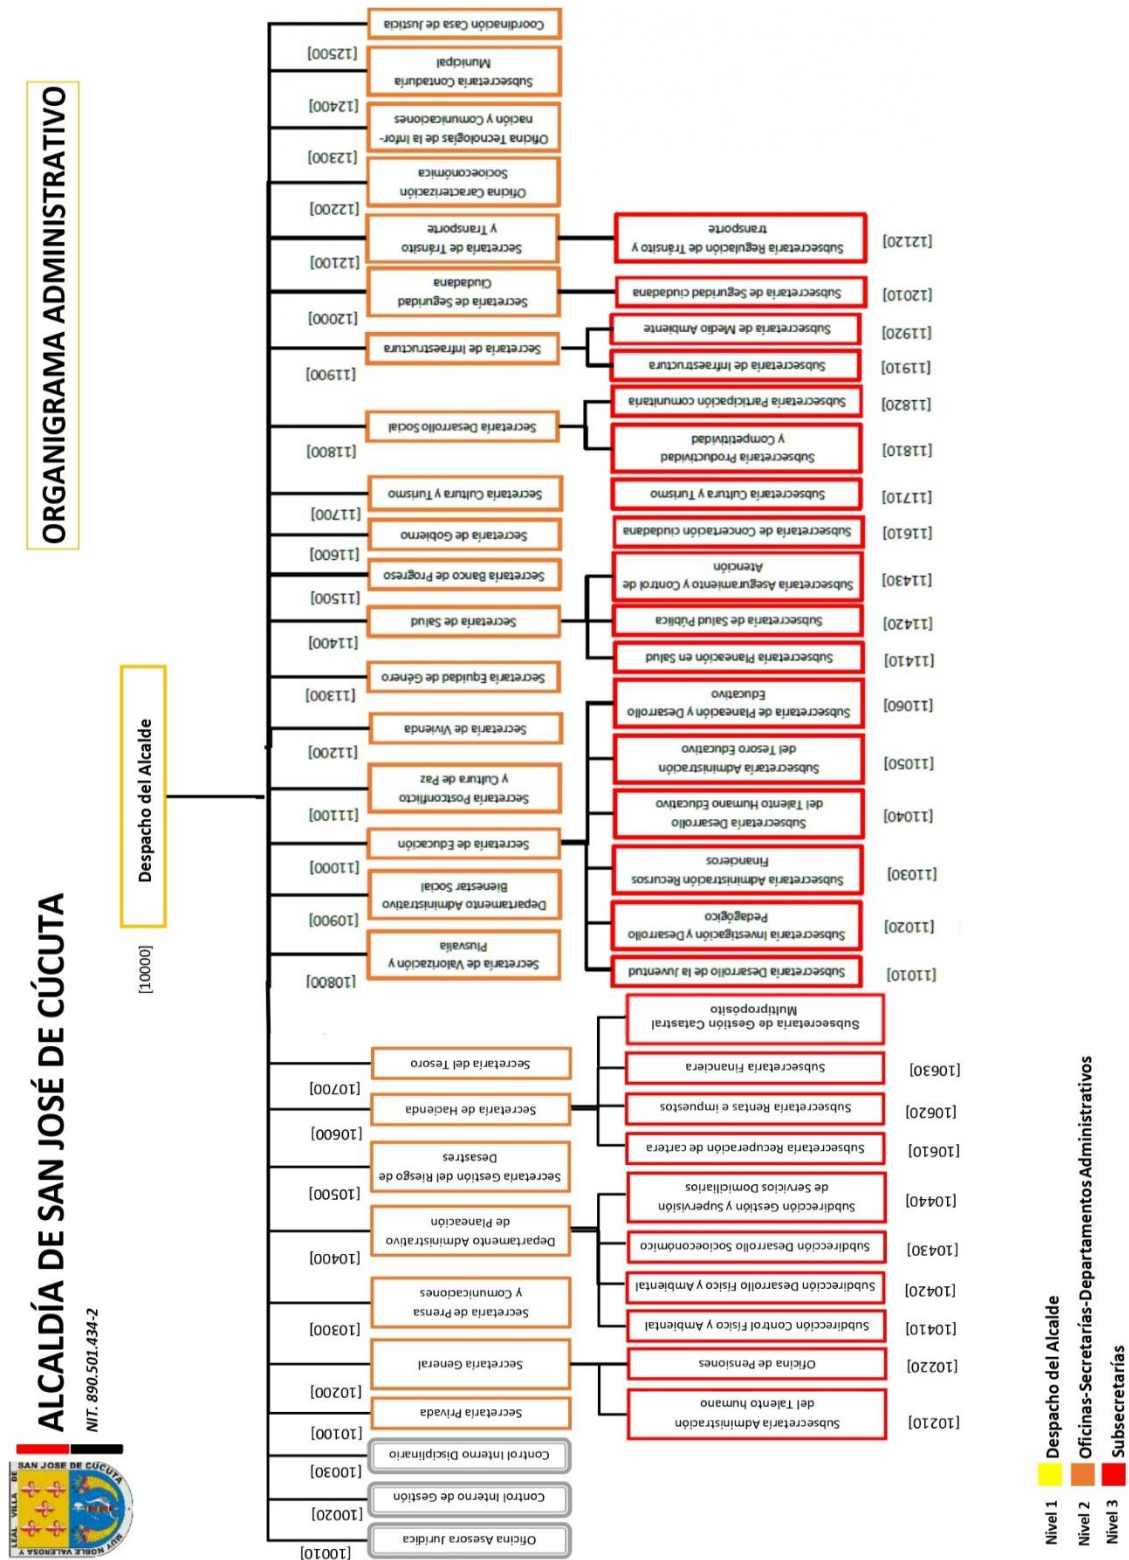 SAN JOSE DE CÚCUTA
LEAL VILLA DE
MUY NOBLE VALEROSA Y
ALCALDÍA DE SAN JOSÉ DE CÚCUTA
NIT. 890.501.434-2
ORGANIGRAMA ADMINISTRATIVO
[10000]
Despacho del Alcalde
[10010]
Oficina Asesora Jurídica
[10020]
Control Interno de Gestión
[10030]
Control Interno Disciplinario
[10100]
Secretaría Privada
[10200]
Secretaría General
[10300]
Secretaría de Prensa
y Comunicaciones
[10400]
Departamento Administrativo
de Planeación
[10500]
Secretaría Gestión del Riesgo de
Desastres
[10600]
Secretaría de Hacienda
[10700]
Secretaría del Tesoro
[10800]
Secretaría de Valorización y
Plusvalía
[10900]
Departamento Administrativo
Bienestar Social
[11000]
Secretaría de Educación
[11100]
Secretaría Postconflicto
y Cultura de Paz
[11200]
Secretaría de Vivienda
[11300]
Secretaría Equidad de Género
[11400]
Secretaría de Salud
[11500]
Secretaría Banco de Progreso
[11600]
Secretaría de Gobierno
[11700]
Secretaría Cultura y Turismo
[11800]
Secretaría Desarrollo Social
[11900]
Secretaría de Infraestructura
[12000]
Secretaría de Seguridad
Ciudadana
[12100]
Secretaría de Tránsito
y Transporte
[12200]
Oficina Caracterización
Socioeconómica
[12300]
Oficina Tecnologías de la Infor-
nación y Comunicaciones
[12400]
Subsecretaría Contaduría
Municipal
[12500]
Coordinación Casa de Justicia
Subsecretaría Administración
del Talento humano
[10210]
Oficina de Pensiones
[10220]
Subdirección Control Físico y Ambiental
[10410]
Subdirección Desarrollo Físico y Ambiental
[10420]
Subdirección Desarrollo Socioeconómico
[10430]
Subdirección Gestión y Supervisión
de Servicios Domiciliarios
[10440]
Subsecretaría Recuperación de cartera
[10610]
Subsecretaría Rentas e impuestos
[10620]
Subsecretaría Financiera
[10630]
Subsecretaría de Gestión Catastral
Multipropósito
Subsecretaría Desarrollo de la Juventud
[11010]
Subsecretaría Investigación y Desarrollo
Pedagógico
[11020]
Subsecretaría Administración Recursos
Financieros
[11030]
Subsecretaría Desarrollo
del Talento Humano Educativo
[11040]
Subsecretaría Administración
del Tesoro Educativo
[11050]
Subsecretaría de Planeación y Desarrollo
Educativo
[11060]
Subsecretaría Planeación en Salud
[11410]
Subsecretaría de Salud Pública
[11420]
Subsecretaría Aseguramiento y Control de
Atención
[11430]
Subsecretaría de Concertación ciudadana
[11610]
Subsecretaría Cultura y Turismo
[11710]
Subsecretaría Productividad
y Competitividad
[11810]
Subsecretaría Participación comunitaria
[11820]
Subsecretaría de Infraestructura
[11910]
Subsecretaría de Medio Ambiente
[11920]
Subsecretaría de Seguridad ciudadana
[12010]
Subsecretaría Regulación de Tránsito y
transporte
[12120]
Nivel 1 Despacho del Alcalde
Nivel 2 Oficinas-Secretarías-Departamentos Administrativos
Nivel 3 Subsecretarías